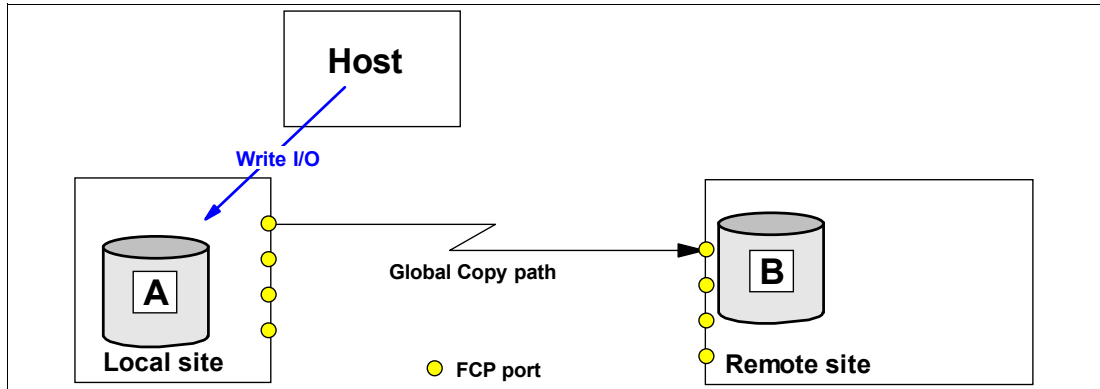 Host
Write I/O
Global Copy path
A
B
Local site
FCP port
Remote site